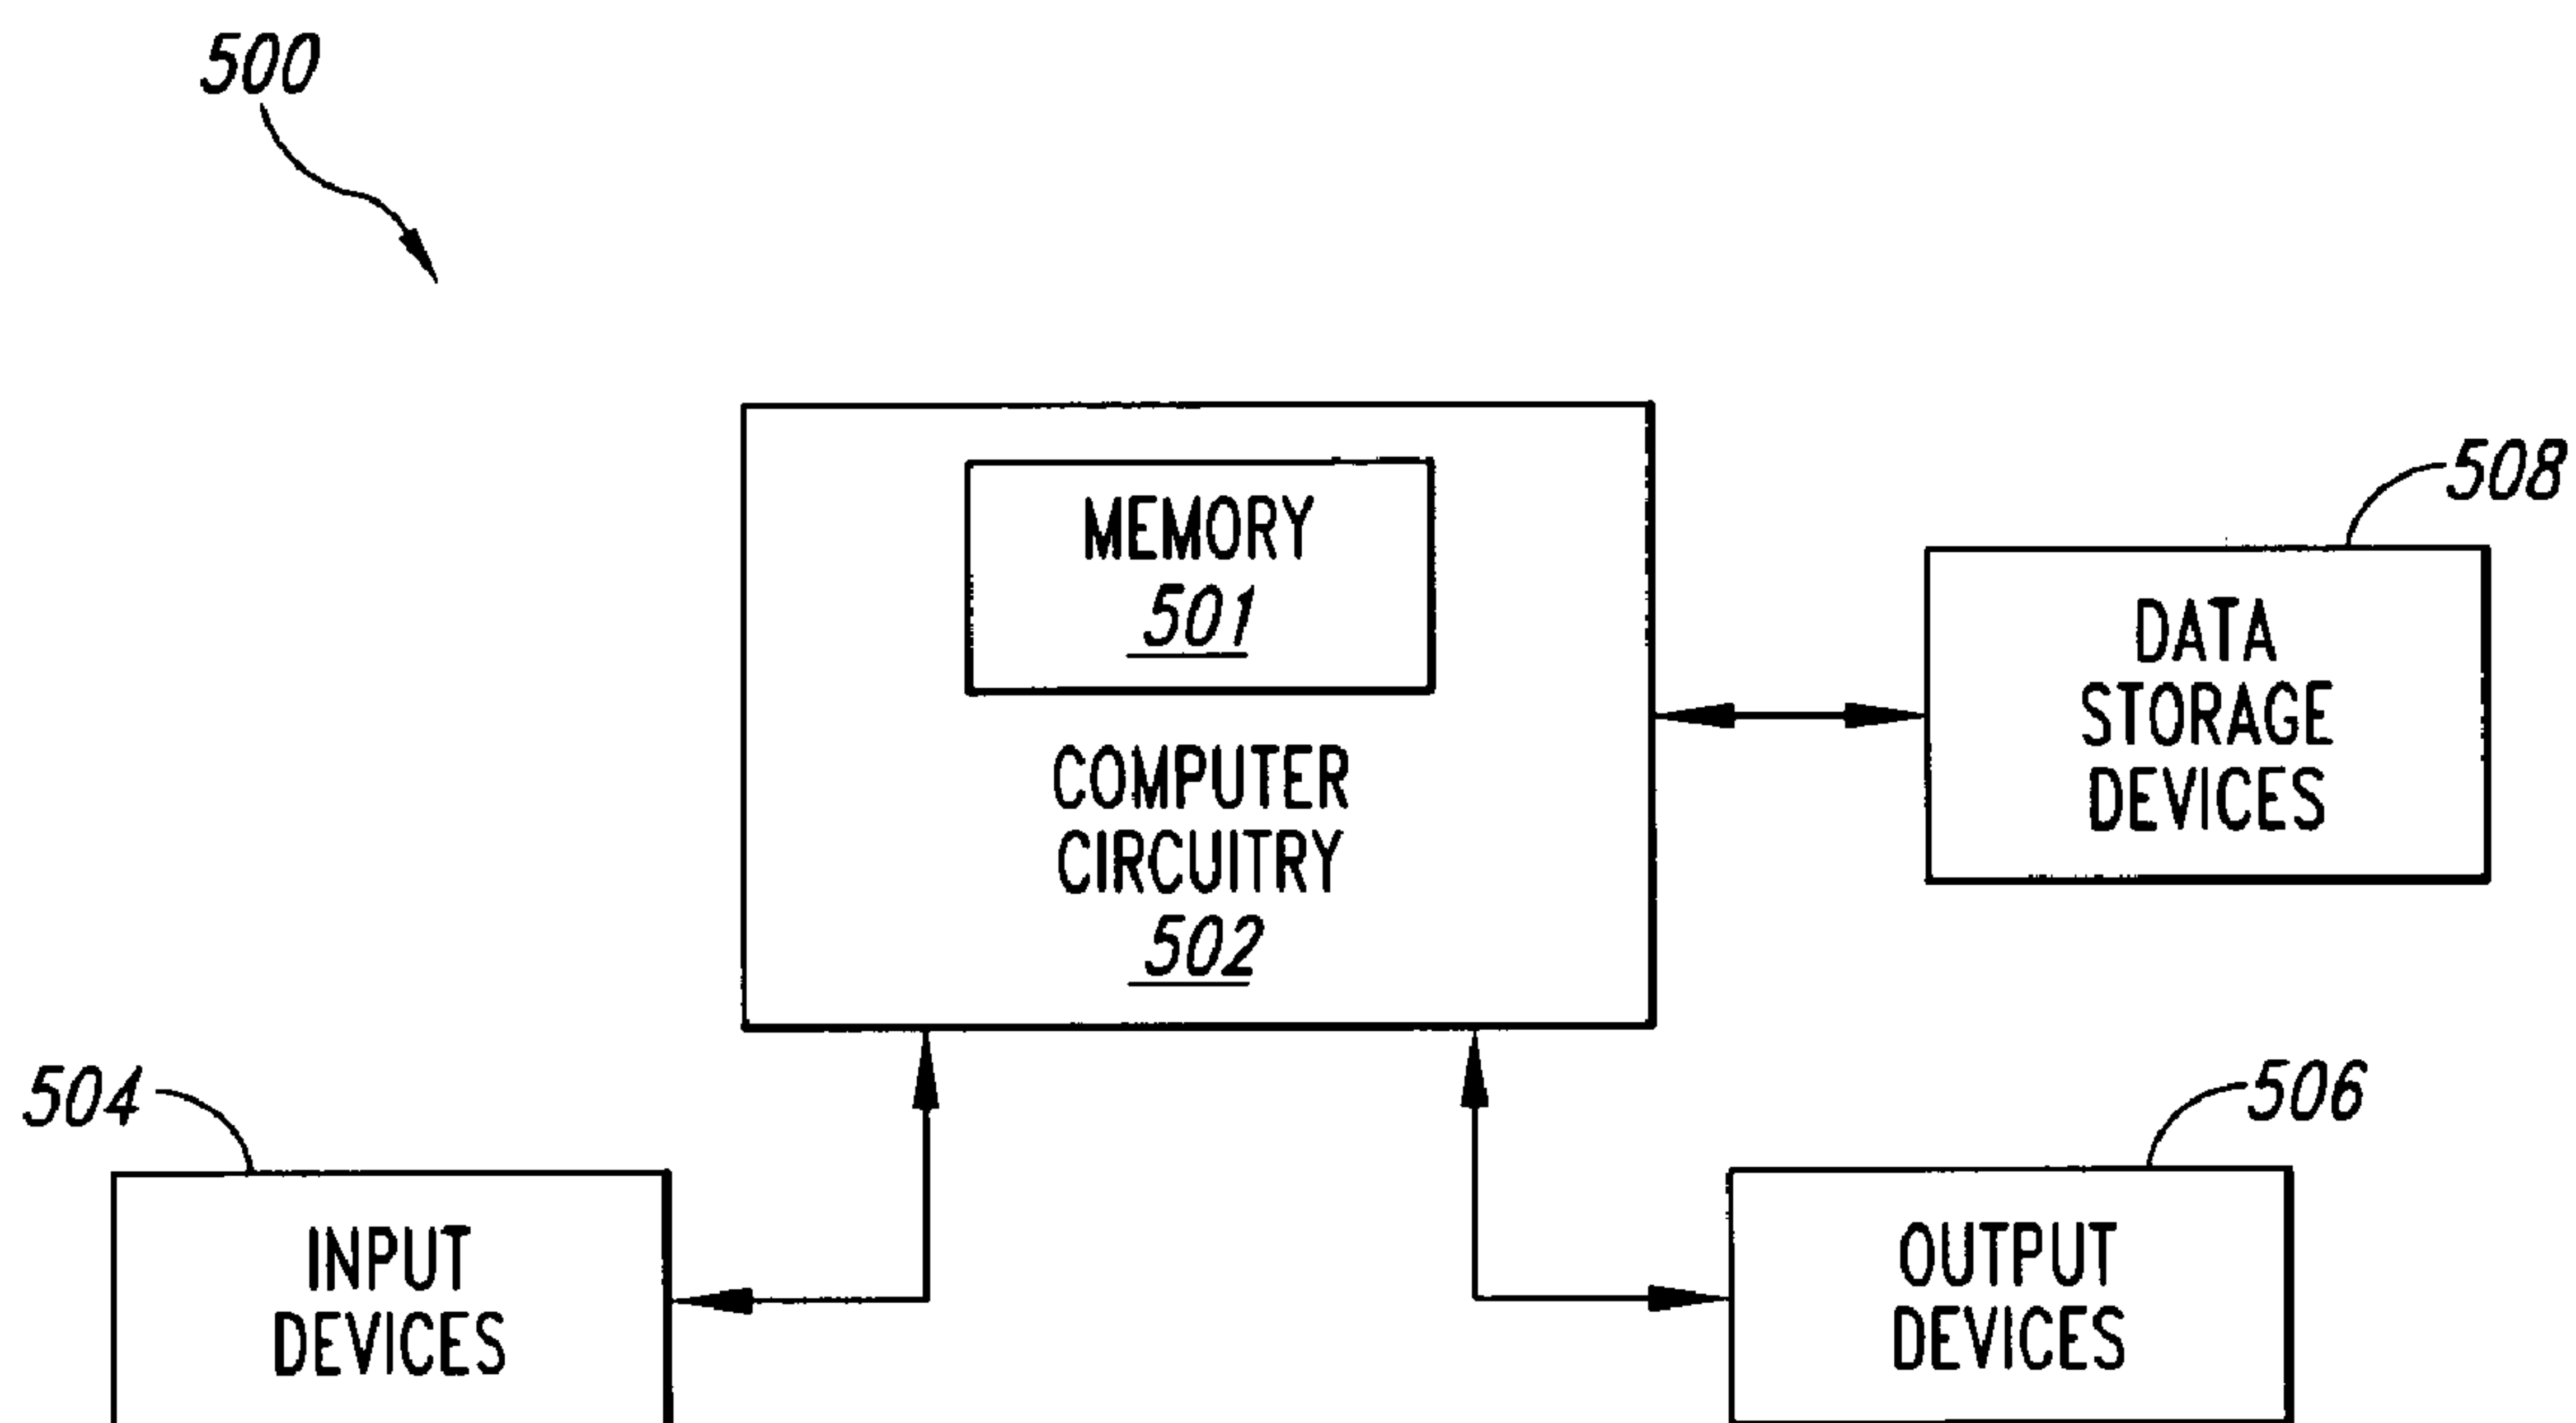 500
MEMORY
501
COMPUTER
CIRCUITRY
502
508
DATA
STORAGE
DEVICES
504
INPUT
DEVICES
506
OUTPUT
DEVICES